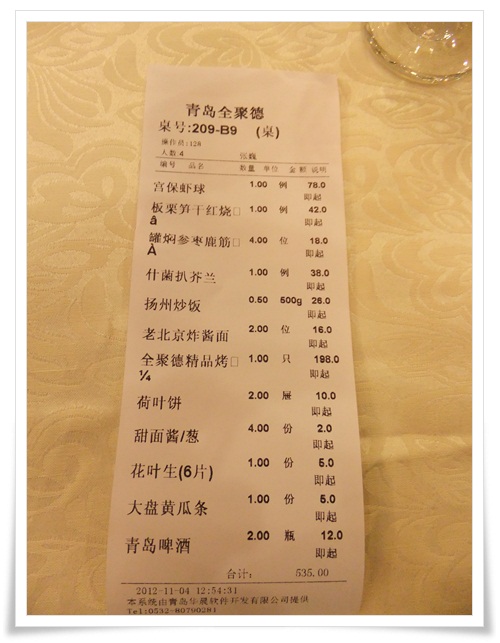 青岛全聚德
桌号:209-B9 (桌)
操作员:128
人数4 张巍
编号 品名 数量 单位 金额 说明
宫保虾球 1.00 例 78.0
即起
板栗笋干红烧□ 1.00 例 42.0
â 即起
罐焖参枣鹿筋□ 4.00 位 18.0
À 即起
什菌扒芥兰 1.00 例 38.0
即起
扬州炒饭 0.50 500g 26.0
即起
老北京炸酱面 2.00 位 16.0
即起
全聚德精品烤□ 1.00 只 198.0
¼ 即起
荷叶饼 2.00 屉 10.0
即起
甜面酱/葱 4.00 份 2.0
即起
花叶生(6片) 1.00 份 5.0
即起
大盘黄瓜条 1.00 份 5.0
即起
青岛啤酒 2.00 瓶 12.0
即起
合计: 535.00
2012-11-04 12:54:31
本系统由青岛华晨软件开发有限公司提供
Tel:0532-80790281